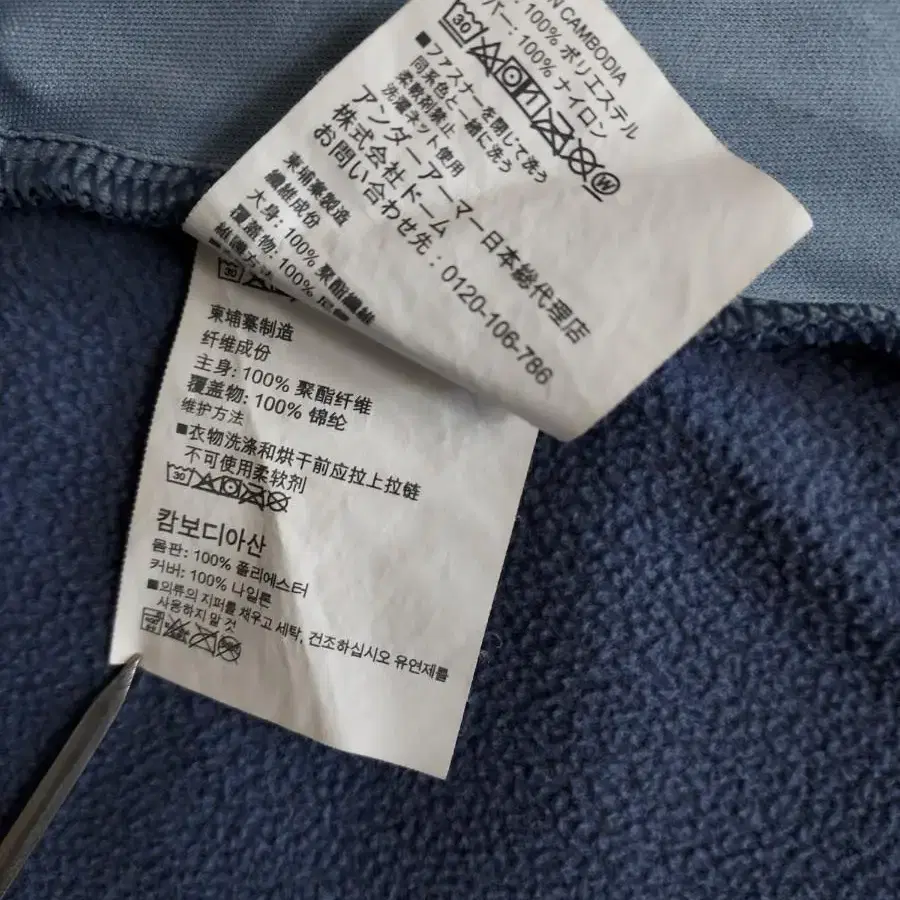 N CAMBODIA
: 100% ポリエステル
バー: 100% ナイロン
30
■ファスナーを閉じて洗う
同系色と一緒に洗う
柔軟剤禁止
洗濯ネット使用
アンダーアーマー日本総代理店
株式会社ドーム
お問い合わせ先: 0120-106-786
柬埔寨製造
纖維成份
大身: 100% 聚酯纖維
覆蓋物: 100%
30
柬埔寨制造
纤维成份
主身: 100% 聚酯纤维
覆盖物: 100% 锦纶
维护方法
■衣物洗涤和烘干前应拉上拉链
不可使用柔软剂
30
캄보디아산
몸판: 100% 폴리에스터
커버: 100% 나일론
■의류의 지퍼를 채우고 세탁, 건조하십시오 유연제를
사용하지 말 것